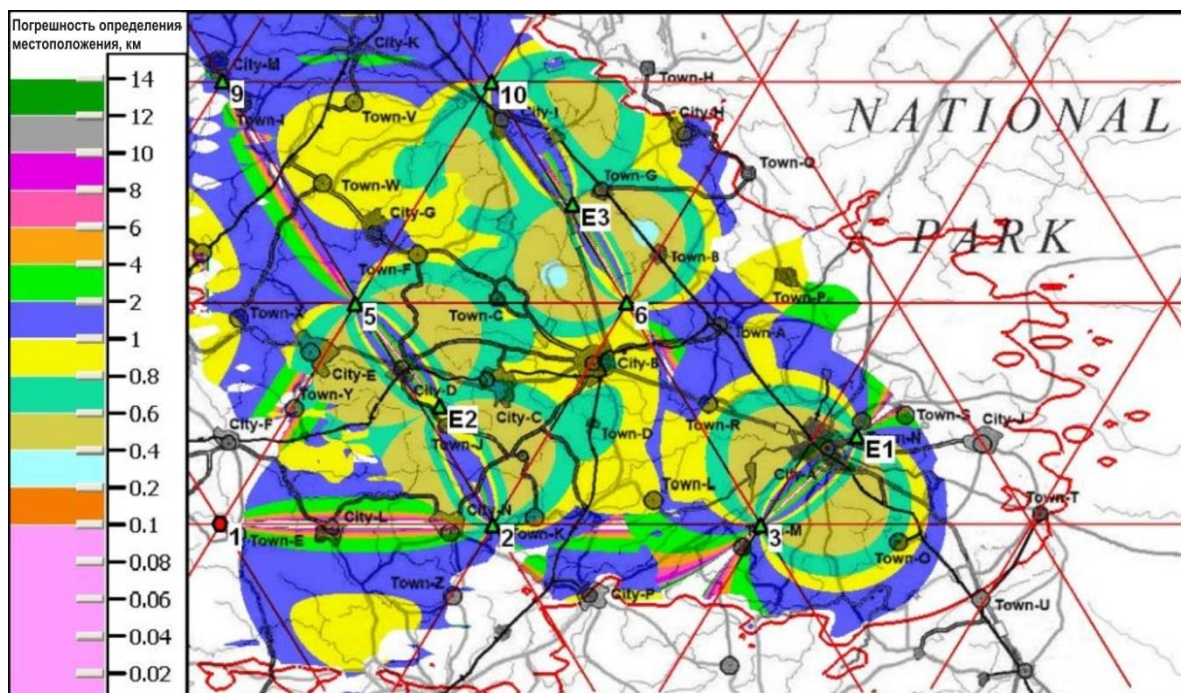 Погрешность определения
местоположения, км
14
12
10
8
6
4
2
1
0.8
0.6
0.4
0.2
0.1
0.08
0.06
0.04
0.02
City-K
City-M
9
10
Town-H
Town-V
City-1
City-H
NATIONAL
Town-Q
Town-W
Town-G
City-G
E3
PARK
Town-F
Town-B
Town-P
Town-C
5
6
Town-X
Town-A
City-B
City-E
City-D
City-C
Town-Y
E2
Town-R
Town-S
City-F
Town-J
Town-D
City-J
E1
City-A
Town-L
City-N
Town-T
1
City-L
Town-E
2
Town-K
3
Town-O
Town-Z
City-P
Town-U